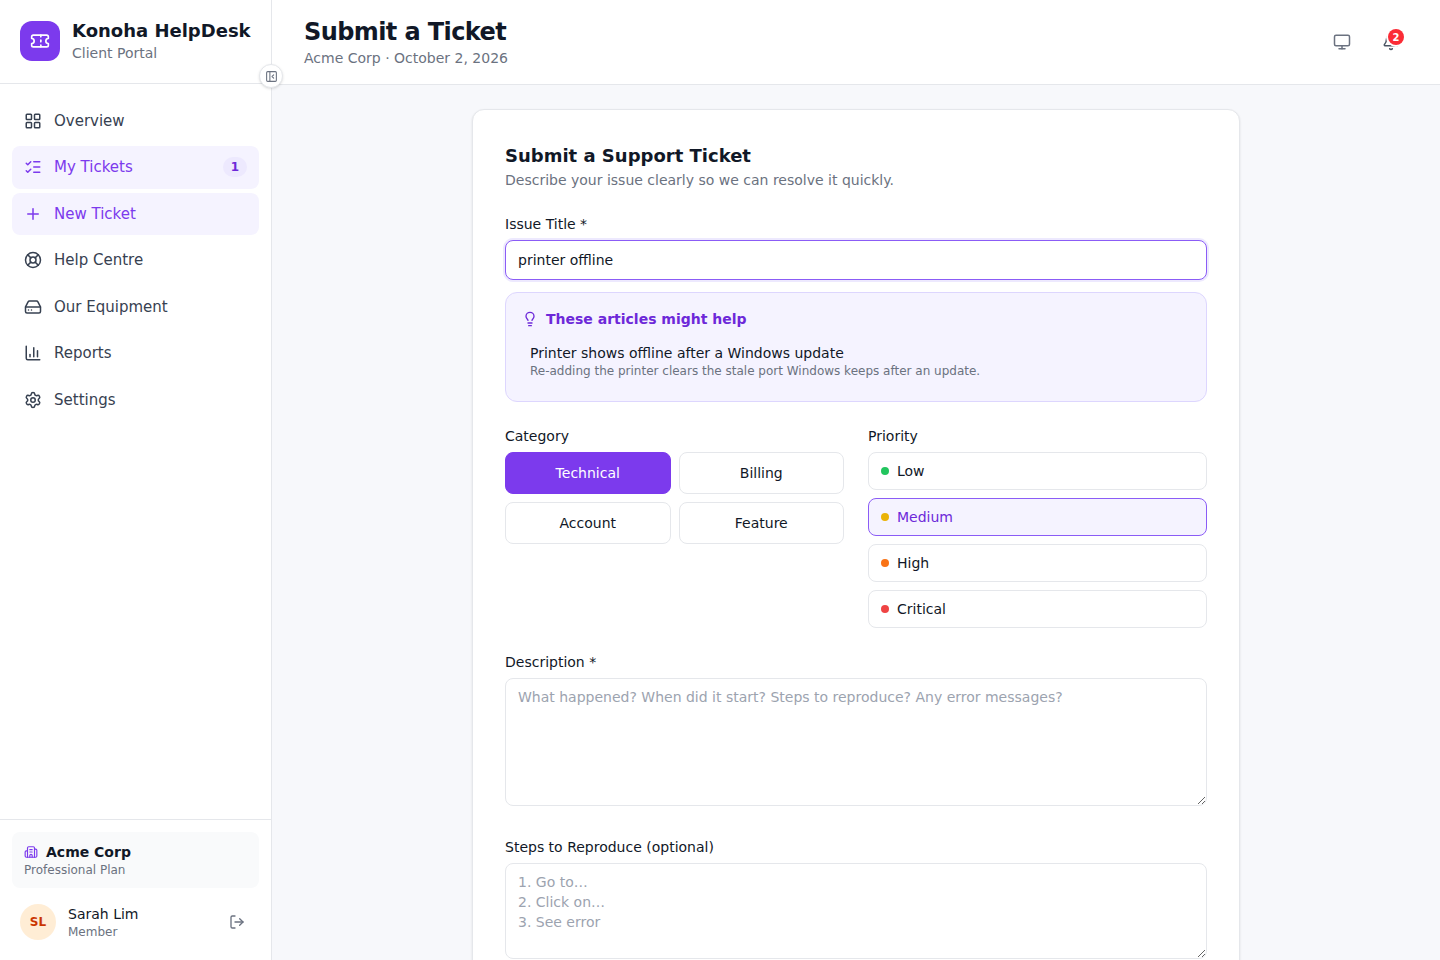 Konoha HelpDesk
Client Portal
Overview
My Tickets 1
New Ticket
Help Centre
Our Equipment
Reports
Settings
Acme Corp
Professional Plan
SL
Sarah Lim
Member
Submit a Ticket
Acme Corp · October 2, 2026
2
Submit a Support Ticket
Describe your issue clearly so we can resolve it quickly.
Issue Title *
printer offline
These articles might help
Printer shows offline after a Windows update
Re-adding the printer clears the stale port Windows keeps after an update.
Category
Technical
Billing
Account
Feature
Priority
Low
Medium
High
Critical
Description *
What happened? When did it start? Steps to reproduce? Any error messages?
Steps to Reproduce (optional)
1. Go to...
2. Click on...
3. See error